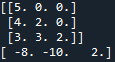 [[5. 0. 0.]
 [4. 2. 0.]
 [3. 3. 2.]]
[ -8. -10.   2.]